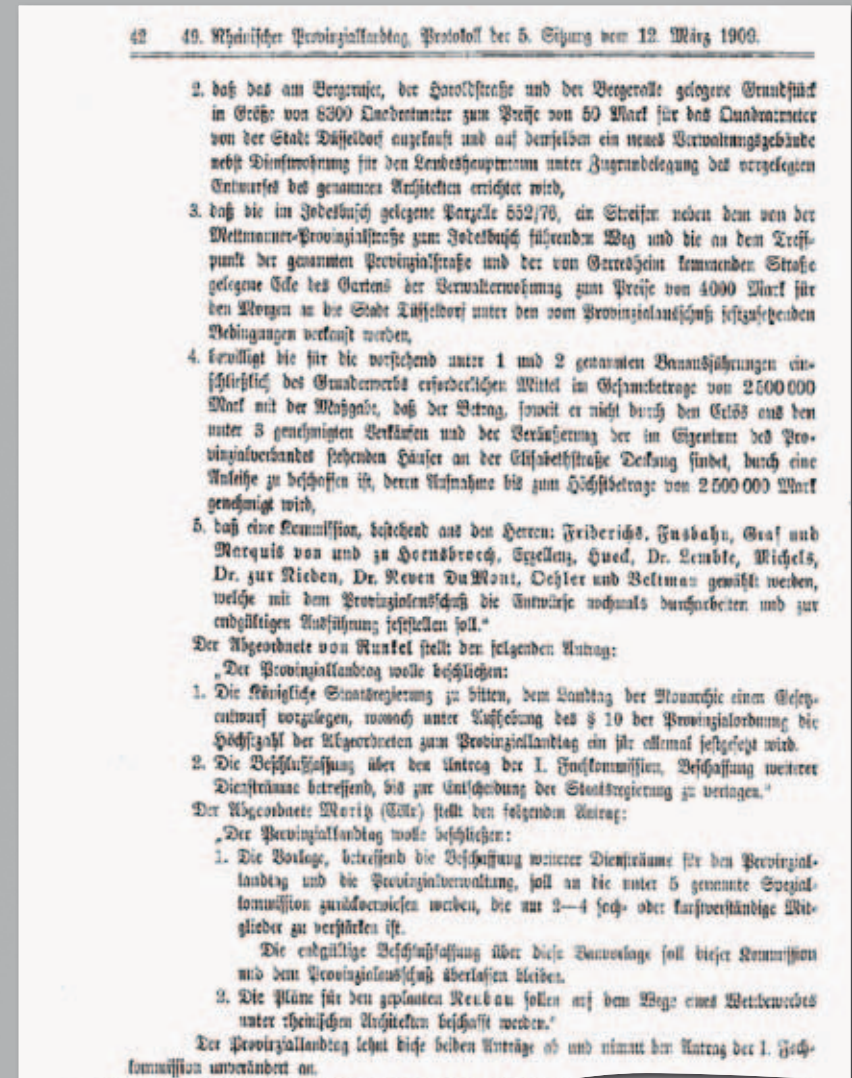 42 49. Rheinischer Provinziallandtag, Protokoll der 5. Sitzung vom 12. März 1909.
2. daß das am Bergerufer, der Haroldstraße und der Bergerallee gelegene Grundstück
in Größe von 8300 Quadratmeter zum Preise von 50 Mark für das Quadratmeter
von der Stadt Düsseldorf angekauft und auf demselben ein neues Verwaltungsgebäude
nebst Dienstwohnung für den Landeshauptmann unter Zugrundelegung des vorgelegten
Entwurfes des genannten Architekten errichtet wird,
3. daß die im Jodelbusch gelegene Parzelle 552/76, ein Streifen neben dem von der
Mettmanner-Provinzialstraße zum Jodelbusch führenden Weg und die an dem Treff-
punkt der genannten Provinzialstraße und der von Gerresheim kommenden Straße
gelegene Ecke des Gartens der Verwalterwohnung zum Preise von 4000 Mark für
den Morgen an die Stadt Düsseldorf unter den vom Provinzialausschuß festzusetzenden
Bedingungen verkauft werden,
4. bewilligt die für die vorstehend unter 1 und 2 genannten Bauausführungen ein-
schließlich des Grunderwerbs erforderlichen Mittel im Gesamtbetrage von 2500000
Mark mit der Maßgabe, daß der Betrag, soweit er nicht durch den Erlös aus den
unter 3 genehmigten Verkäufen und der Veräußerung der im Eigentum des Pro-
vinzialverbandes stehenden Häuser an der Elisabethstraße Deckung findet, durch eine
Anleihe zu beschaffen ist, deren Aufnahme bis zum Höchstbetrage von 2500000 Mark
genehmigt wird,
5. daß eine Kommission, bestehend aus den Herren: Friderichs, Fusbahn, Graf und
Marquis von und zu Hoensbroech, Exzellenz, Hueck, Dr. Lembke, Michels,
Dr. zur Nieden, Dr. Neven DuMont, Oehler und Veltman gewählt werden,
welche mit dem Provinzialausschuß die Entwürfe nochmals durcharbeiten und zur
endgültigen Ausführung feststellen soll."
Der Abgeordnete von Runkel stellt den folgenden Antrag:
„Der Provinziallandtag wolle beschließen:
1. Die Königliche Staatsregierung zu bitten, dem Landtag der Monarchie einen Gesetz-
entwurf vorzulegen, wonach unter Aufhebung des § 10 der Provinzialordnung die
Höchstzahl der Abgeordneten zum Provinziallandtag ein für allemal festgesetzt wird.
2. Die Beschlußfassung über den Antrag der I. Fachkommission, Beschaffung weiterer
Diensträume betreffend, bis zur Entscheidung der Staatsregierung zu vertagen."
Der Abgeordnete Moritz (Cöln) stellt den folgenden Antrag:
„Der Provinziallandtag wolle beschließen:
1. Die Vorlage, betreffend die Beschaffung weiterer Diensträume für den Provinzial-
landtag und die Provinzialverwaltung, soll an die unter 5 genannte Spezial-
kommission zurückverwiesen werden, die mit 2—4 fach- oder kunstverständige Mit-
glieder zu verstärken ist.
Die endgültige Beschlußfassung über diese Bauvorlage soll dieser Kommission
und dem Provinzialausschuß überlassen bleiben.
2. Die Pläne für den geplanten Neubau sollen auf dem Wege eines Wettbewerbes
unter rheinischen Architekten beschafft werden."
Der Provinziallandtag lehnt diese beiden Anträge ab und nimmt den Antrag der I. Fach-
kommission unverändert an.